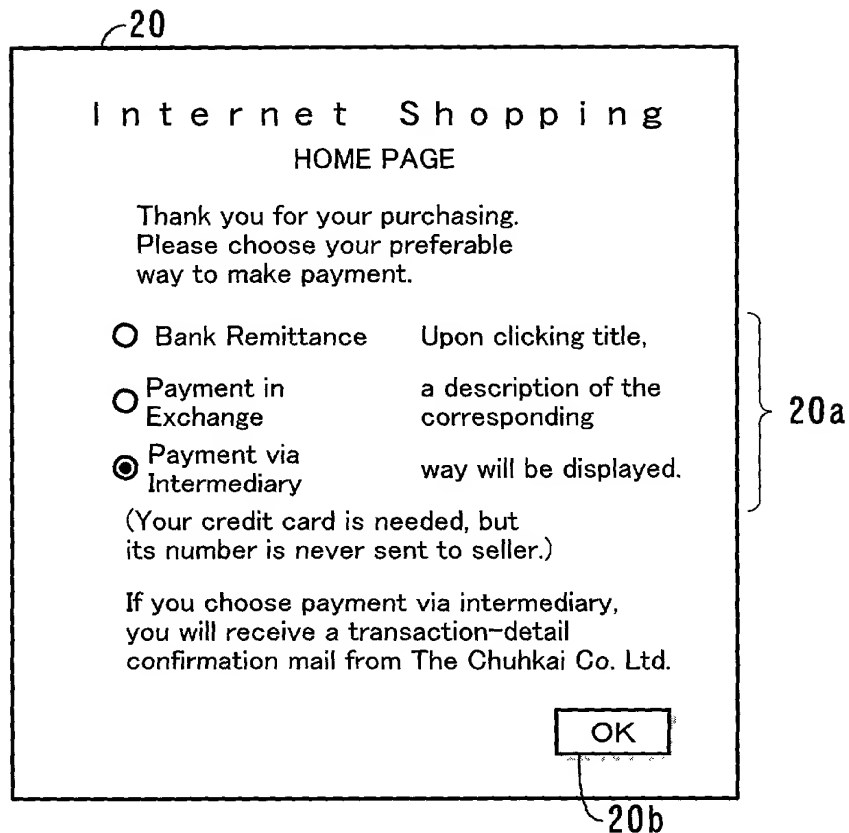 20
Internet Shopping
HOME PAGE
Thank you for your purchasing.
Please choose your preferable
way to make payment.
Bank Remittance Upon clicking title,
Payment in a description of the
Exchange corresponding
20a
Payment via
Intermediary way will be displayed.
(Your credit card is needed, but
its number is never sent to seller.)
If you choose payment via intermediary,
you will receive a transaction-detail
confirmation mail from The Chuhkai Co. Ltd.
OK
20b